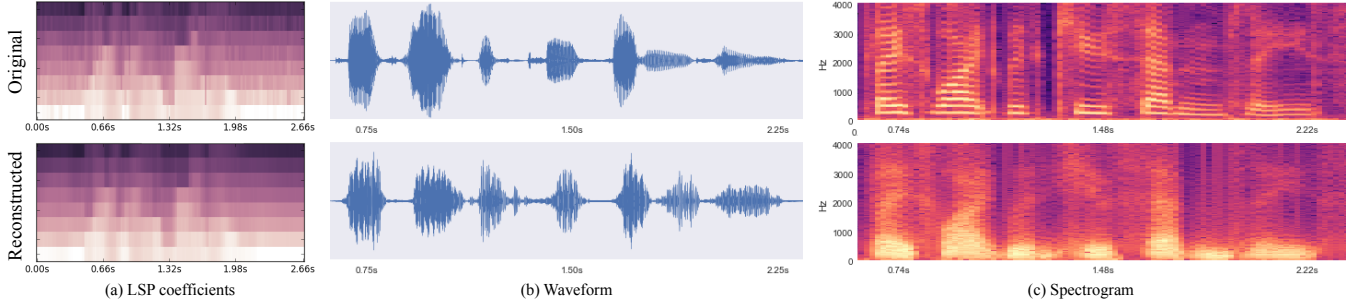 Original
0.00s 0.66s 1.32s 1.98s 2.66s
0.75s 1.50s 2.25s
Hz
4000
3000
2000
1000
0
0
0.74s 1.48s 2.22s
Reconstructed
0.00s 0.66s 1.32s 1.98s 2.66s
0.75s 1.50s 2.25s
Hz
4000
3000
2000
1000
0
0.74s 1.48s 2.22s
(a) LSP coefficients
(b) Waveform
(c) Spectrogram